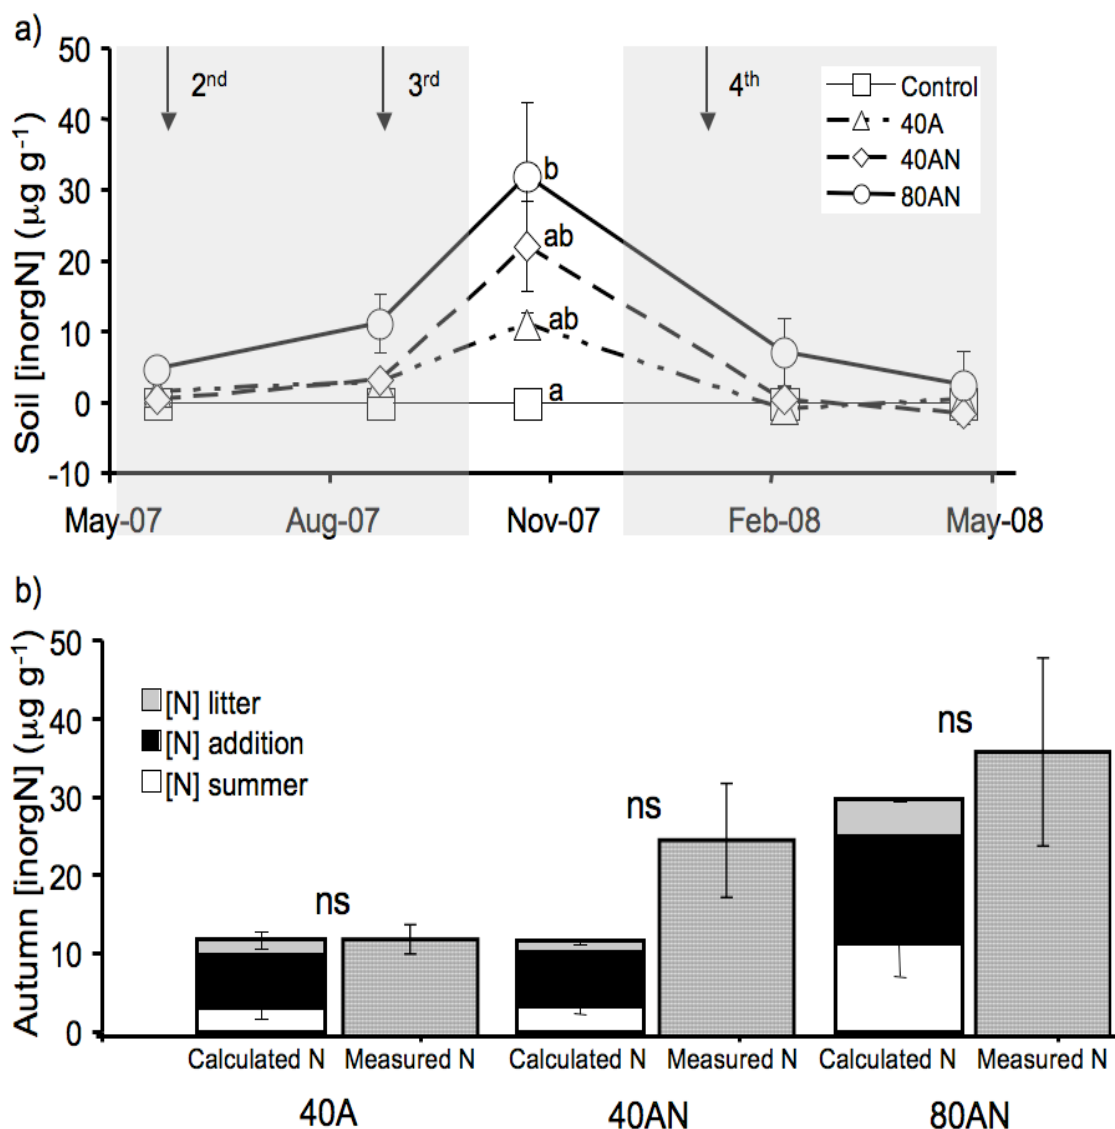 a)
Soil [inorgN] (μg g⁻¹)
50
40
30
20
10
0
-10
2ⁿᵈ
3ʳᵈ
4ᵗʰ
Control
40A
40AN
80AN
b
ab
ab
a
May-07 Aug-07 Nov-07 Feb-08 May-08
b)
Autumn [inorgN] (μg g⁻¹)
50
40
30
20
10
0
[N] litter
[N] addition
[N] summer
ns
ns
ns
Calculated N Measured N Calculated N Measured N Calculated N Measured N
40A 40AN 80AN